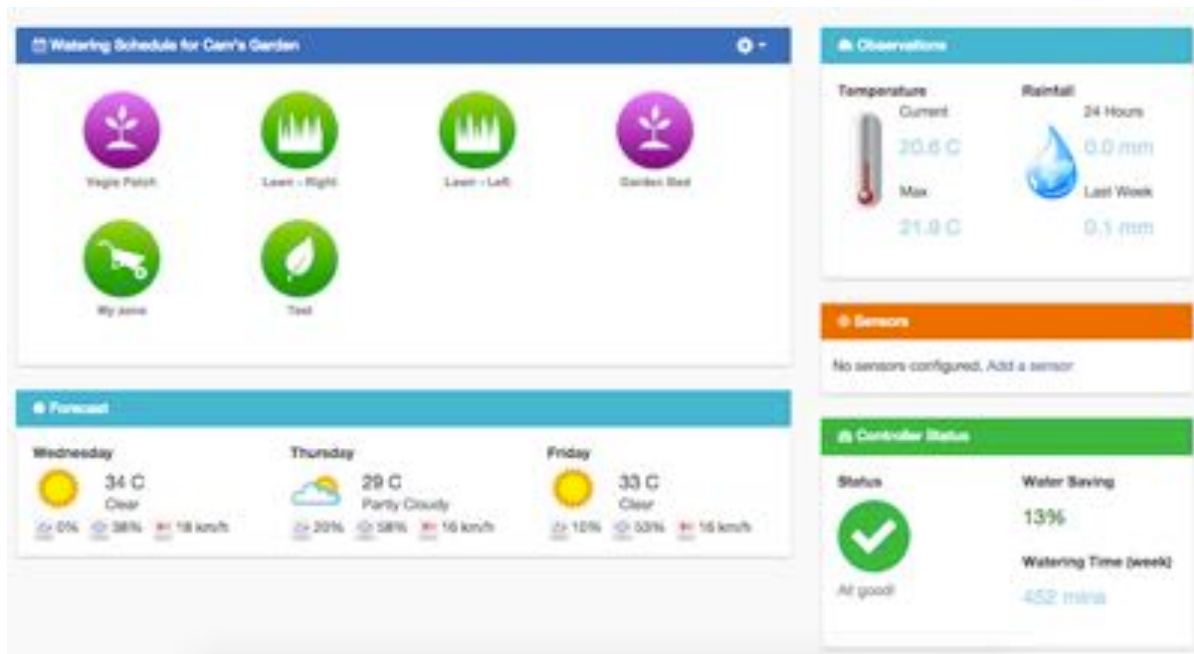 Watering Schedule for Cam's Garden
Vegie Patch
Lawn - Right
Lawn - Left
Garden Bed
My zone
Test
Forecast
Wednesday
34 C
Clear
0% 38% 18 km/h
Thursday
29 C
Partly Cloudy
20% 58% 16 km/h
Friday
33 C
Clear
10% 53% 16 km/h
Observations
Temperature
Current
20.6 C
Max
21.9 C
Rainfall
24 Hours
0.0 mm
Last Week
0.1 mm
Sensors
No sensors configured, Add a sensor
Controller Status
Status
All good!
Water Saving
13%
Watering Time (week)
452 mins